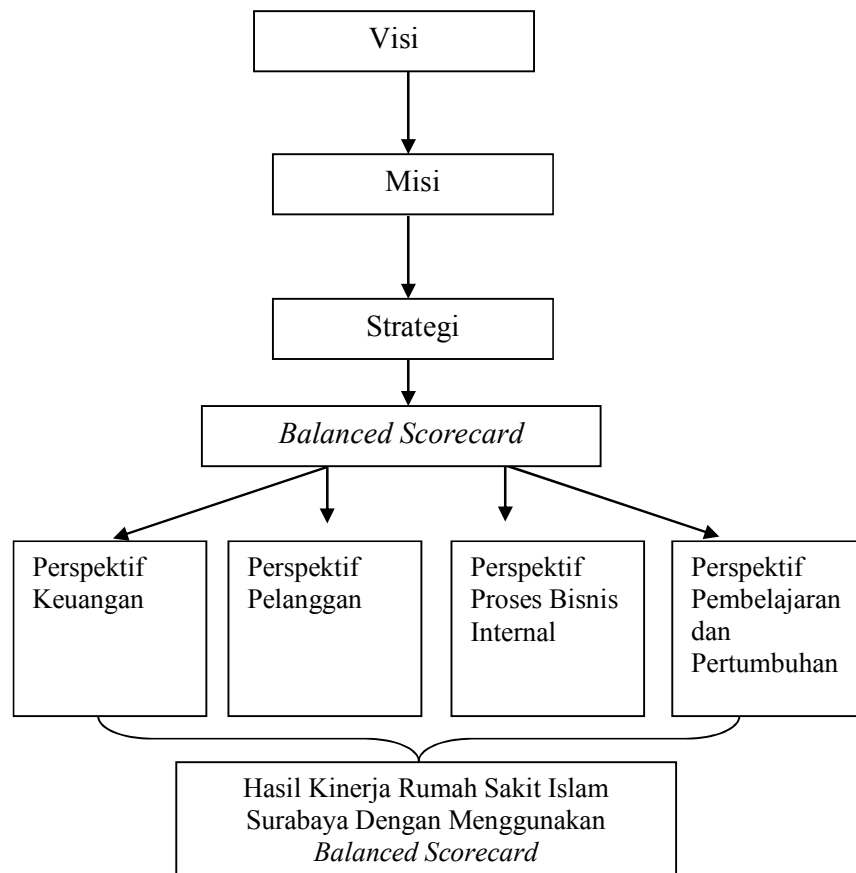 Visi
Misi
Strategi
Balanced Scorecard
Perspektif
Keuangan
Perspektif
Pelanggan
Perspektif
Proses Bisnis
Internal
Perspektif
Pembelajaran
dan
Pertumbuhan
Hasil Kinerja Rumah Sakit Islam
Surabaya Dengan Menggunakan
Balanced Scorecard